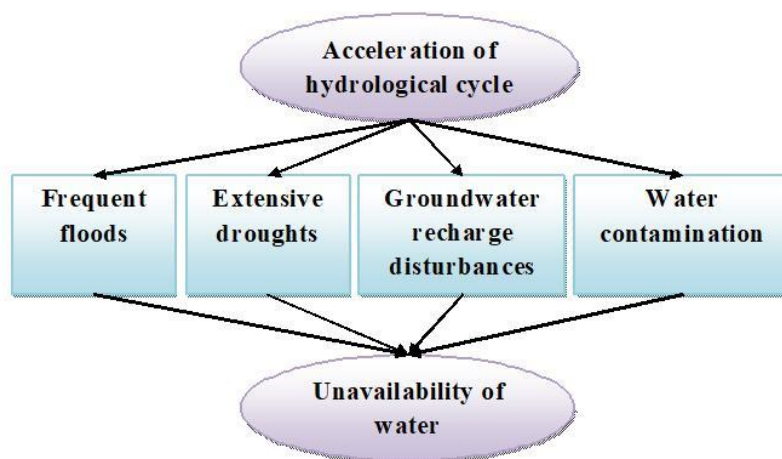 Acceleration of
hydrological cycle
Frequent
floods
Extensive
droughts
Groundwater
recharge
disturbances
Water
contamination
Unavailability of
water